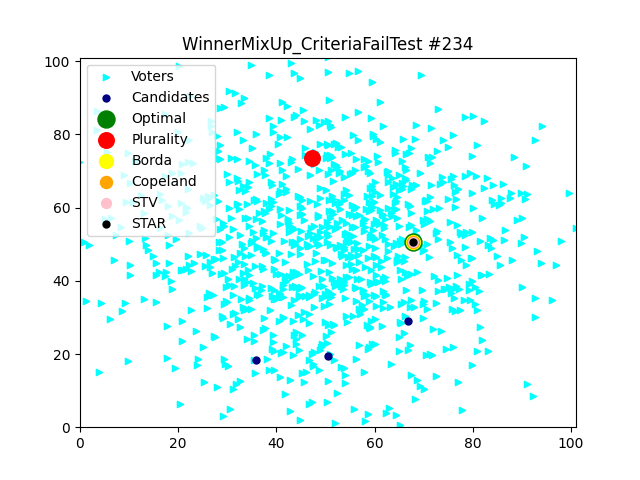 WinnerMixUp_CriteriaFailTest #234
Voters
Candidates
Optimal
Plurality
Borda
Copeland
STV
STAR
100
80
60
40
20
0
0 20 40 60 80 100